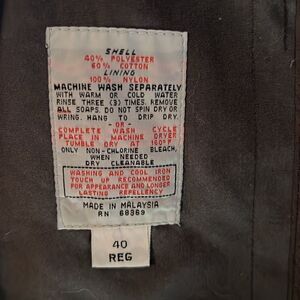 SHELL
40% POLYESTER
60% COTTON
LINING
100% NYLON
MACHINE WASH SEPARATELY
WITH WARM OR COLD WATER
RINSE THREE (3) TIMES. REMOVE
ALL SOAPS. DO NOT SPIN DRY OR
WRING. HANG TO DRIP DRY.
-OR-
COMPLETE WASH CYCLE
PLACE IN MACHINE DRYER
TUMBLE DRY AT 160°F
ONLY NON-CHLORINE BLEACH,
WHEN NEEDED
DRY CLEANABLE
WASHING AND COOL IRON
TOUCH UP RECOMMENDED
FOR APPEARANCE AND LONGER
LASTING REPELLENCY
MADE IN MALAYSIA
RN 68869
40
REG